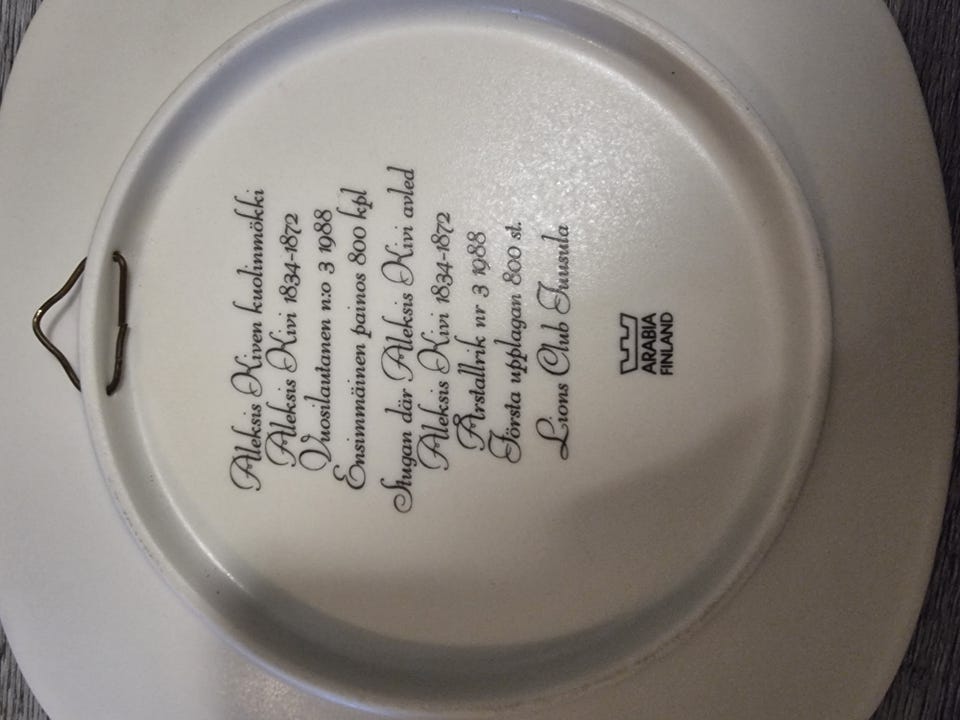 Aleksis Kiven kuolinmökki
Aleksis Kivi 1834-1872
Vuosilautanen n:o 3 1988
Ensimmäinen painos 800 kpl
Stugan där Aleksis Kivi avled
Aleksis Kivi 1834-1872
Årstallrik nr 3 1988
Första upplagan 800 st.
Lions Club Tuusula
ARABIA
FINLAND